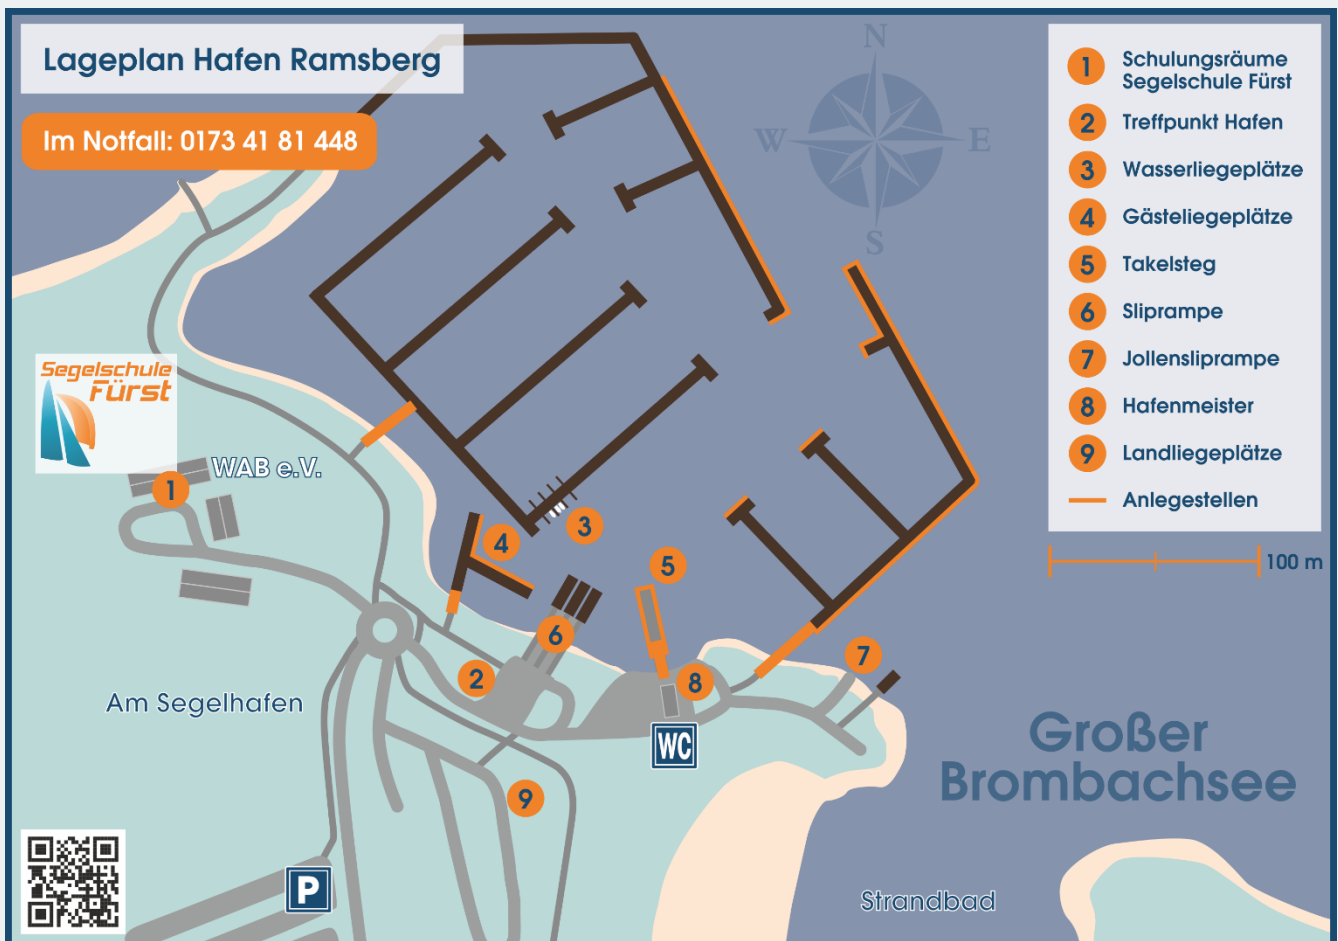 Lageplan Hafen Ramsberg
Im Notfall: 0173 41 81 448
N
W
E
S
1 Schulungsräume
Segelschule Fürst
2 Treffpunkt Hafen
3 Wasserliegeplätze
4 Gästeliegeplätze
5 Takelsteg
6 Sliprampe
7 Jollensliprampe
8 Hafenmeister
9 Landliegeplätze
Anlegestellen
100 m
Segelschule
Fürst
WAB e.V.
1
3
4
5
6
7
2
8
Am Segelhafen
WC
Großer
Brombachsee
9
P
Strandbad